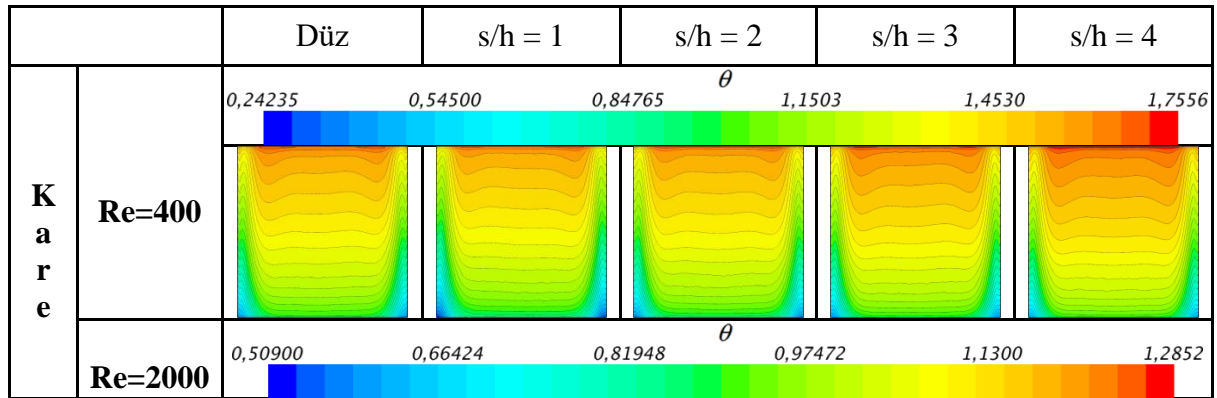 Düz s/h = 1 s/h = 2 s/h = 3 s/h = 4
θ
0,24235 0,54500 0,84765 1,1503 1,4530 1,7556
Kare
Re=400
θ
0,50900 0,66424 0,81948 0,97472 1,1300 1,2852
Re=2000